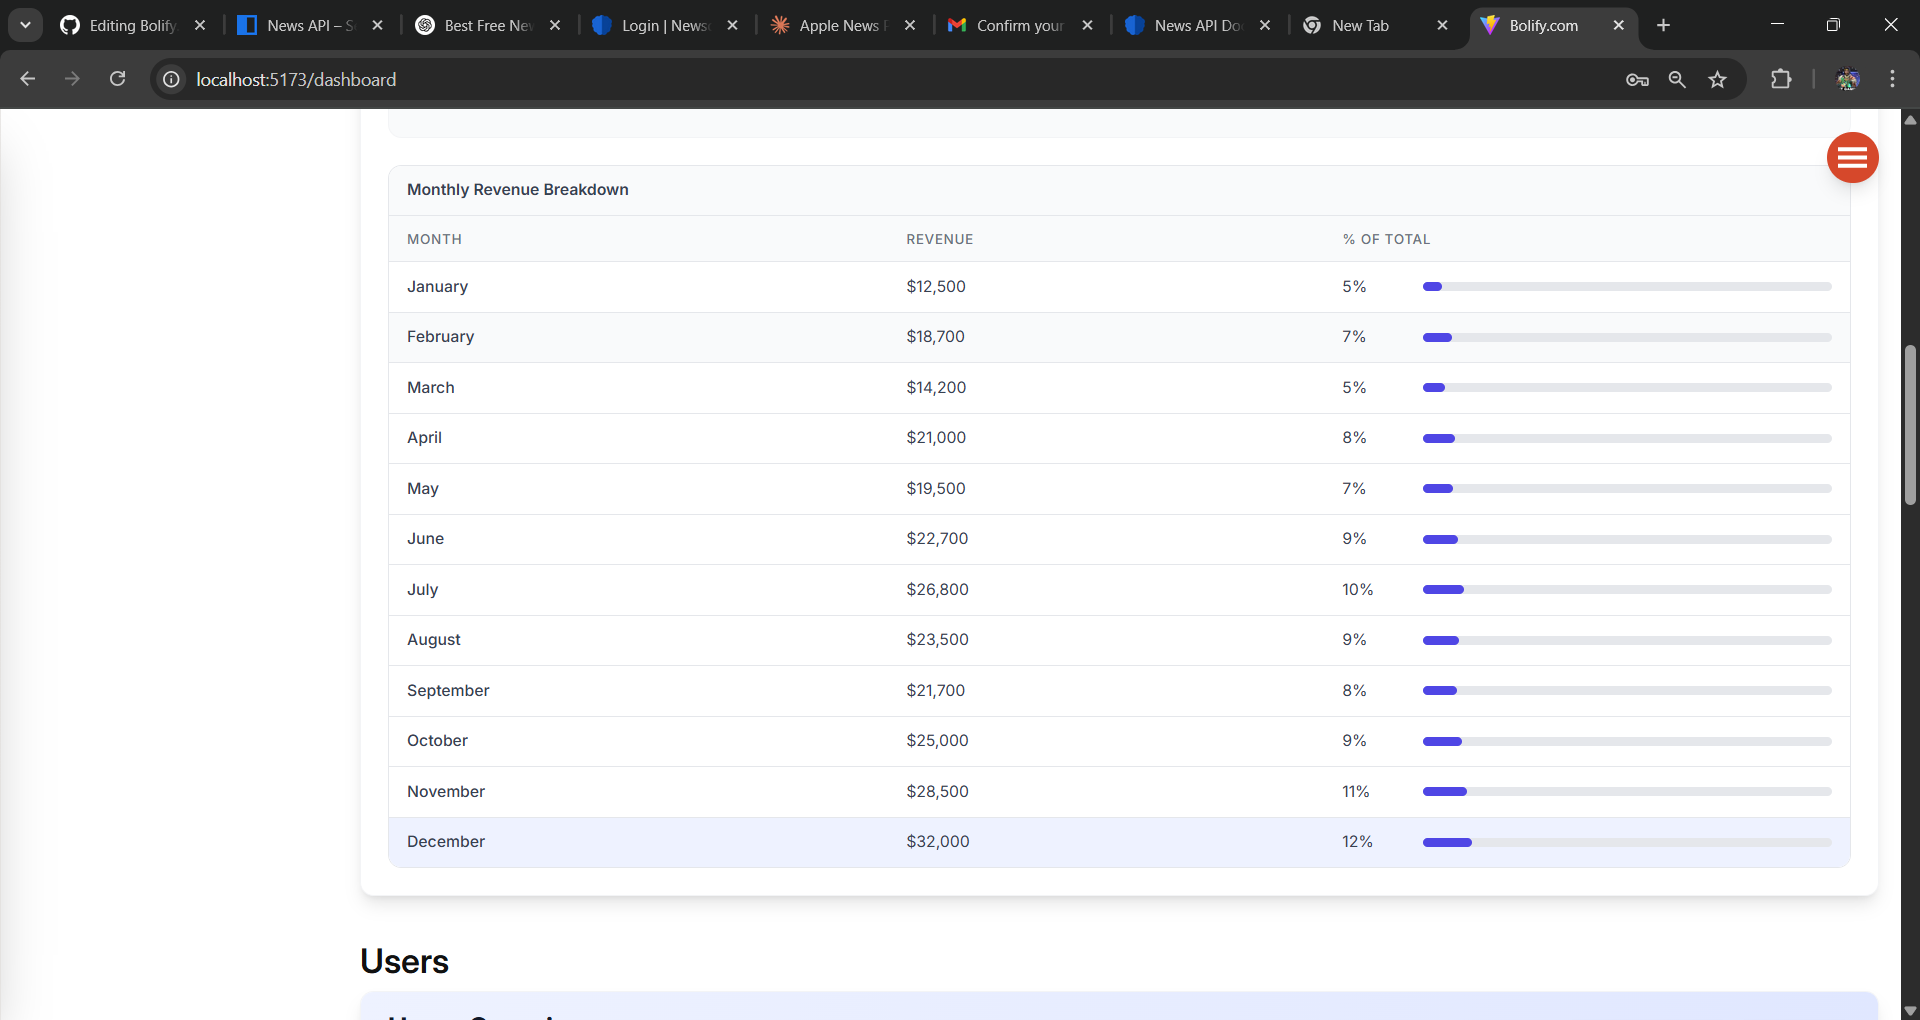 Editing Bolify
News API – S
Best Free Ne
Login | News
Apple News
Confirm your
News API Do
New Tab
Bolify.com
localhost:5173/dashboard
Monthly Revenue Breakdown
MONTH REVENUE % OF TOTAL
January $12,500 5%
February $18,700 7%
March $14,200 5%
April $21,000 8%
May $19,500 7%
June $22,700 9%
July $26,800 10%
August $23,500 9%
September $21,700 8%
October $25,000 9%
November $28,500 11%
December $32,000 12%
Users